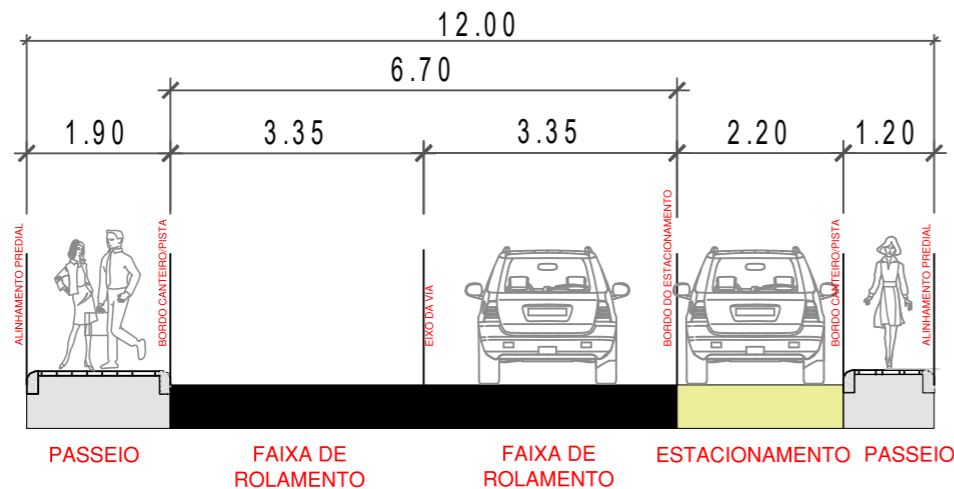 12.00
6.70
1.90
3.35
3.35
2.20
1.20
ALINHAMENTO PREDIAL
BORDO CANTEIRO/PISTA
EIXO DA VIA
BORDO DO ESTACIONAMENTO
BORDO CANTEIRO/PISTA
ALINHAMENTO PREDIAL
PASSEIO
FAIXA DE
ROLAMENTO
FAIXA DE
ROLAMENTO
ESTACIONAMENTO
PASSEIO